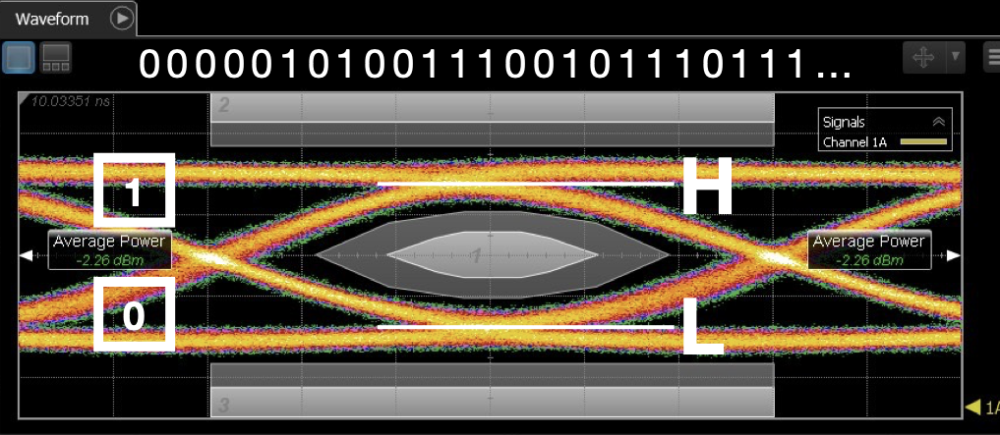 Waveform
000001010011100101110111...
10.03351 ns
2
Signals
Channel 1A
1
H
Average Power
-2.26 dBm
1
Average Power
-2.26 dBm
0
L
3
1A